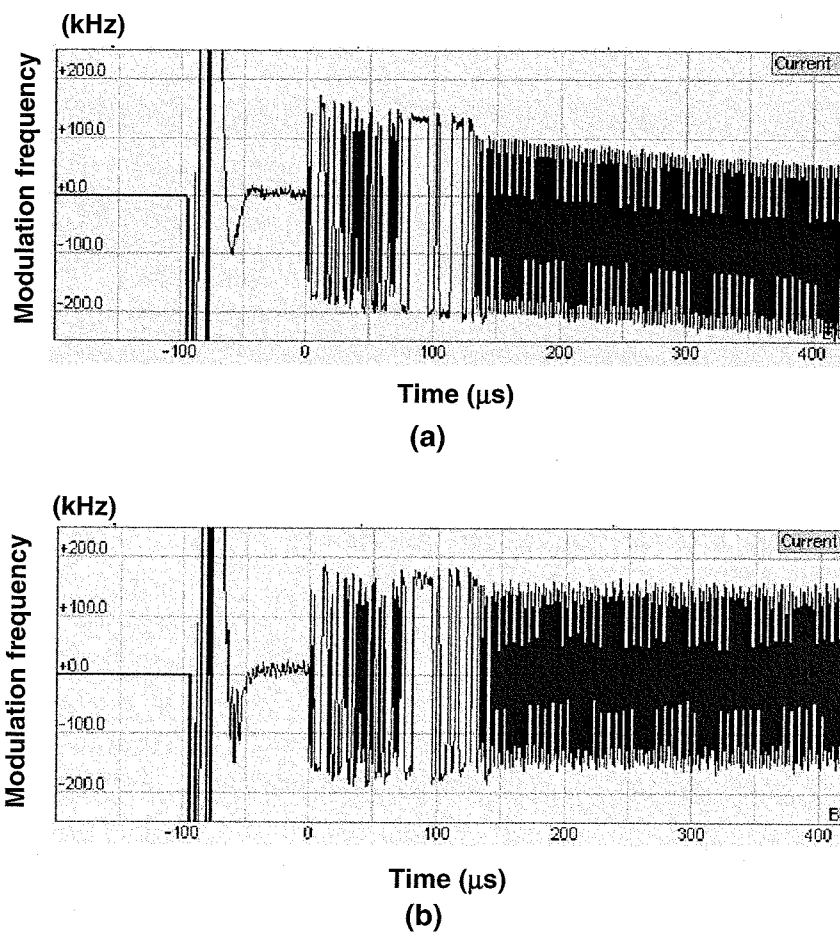 (kHz)
Modulation frequency
+200.0
+100.0
+0.0
-100.0
-200.0
Current
-100
0
100
200
300
400
Time (μs)
(a)
(kHz)
Modulation frequency
+200.0
+100.0
+0.0
-100.0
-200.0
Current
-100
0
100
200
300
400
Time (μs)
(b)